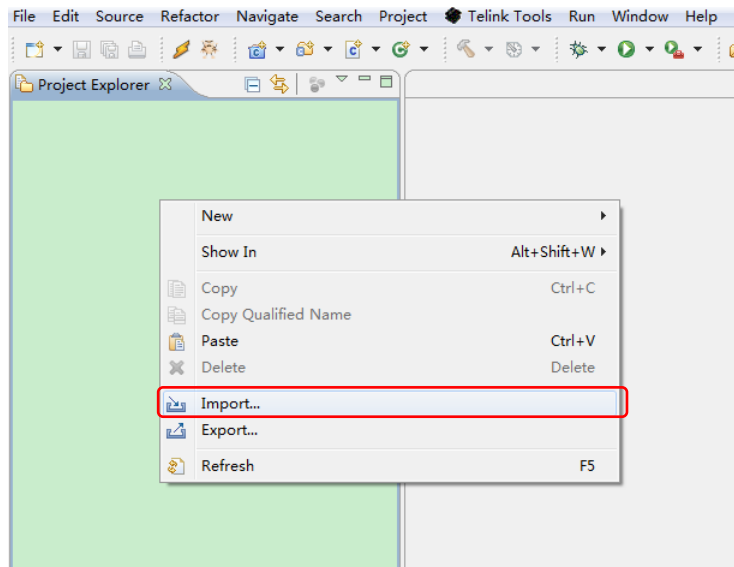 File Edit Source Refactor Navigate Search Project Telink Tools Run Window Help
Project Explorer
New
Show In Alt+Shift+W
Copy Ctrl+C
Copy Qualified Name
Paste Ctrl+V
Delete Delete
Import...
Export...
Refresh F5